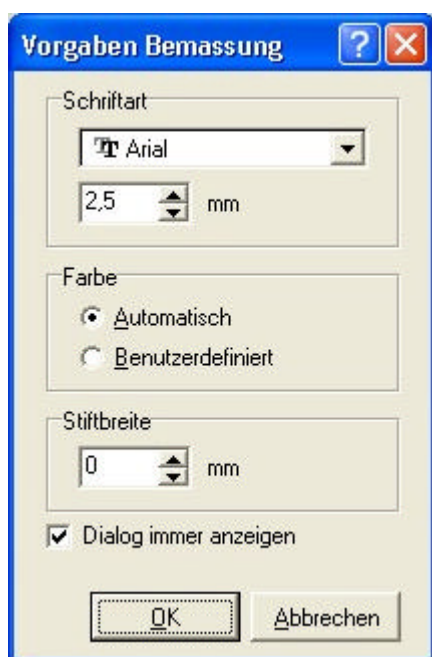 Vorgaben Bemassung
Schriftart
Arial
2,5 mm
Farbe
Automatisch
Benutzerdefiniert
Stiftbreite
0 mm
Dialog immer anzeigen
OK Abbrechen